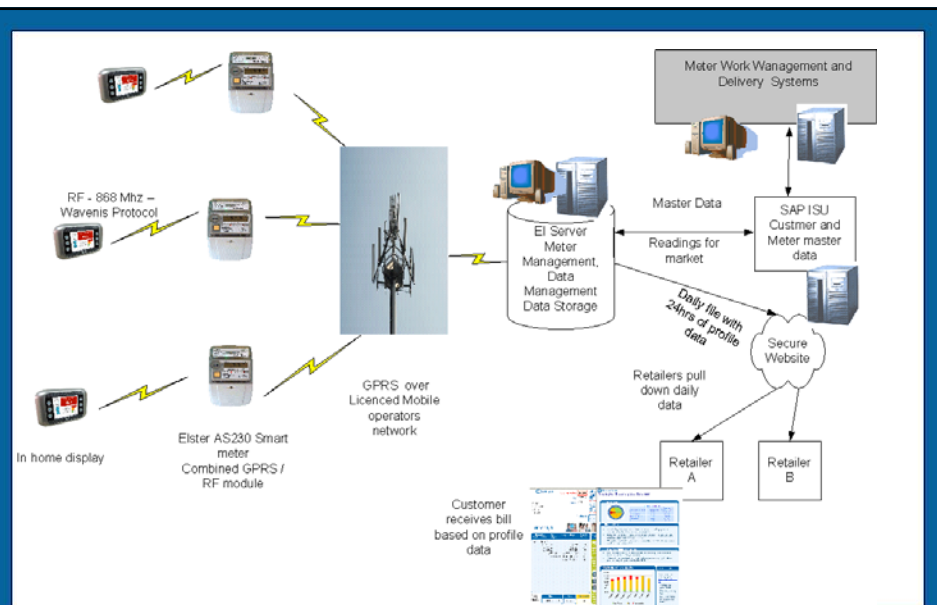 Meter Work Wanagement and
Delivery Systems
RF - 868 Mhz –
Wavenis Protocol
Master Data
SAP ISU
Custmer and
Meter master
data
EI Server
Meter
Management,
Data
Management
Data Storage
Readings for
market
Daily file with
24hrs of profile
data
Secure
Website
Retailers pull
down daily
data
GPRS over
Licenced Mobile
operators
network
In home display
Elster AS230 Smart
meter
Combined GPRS /
RF module
Retailer
A
Retailer
B
Customer
receives bill
based on profile
data